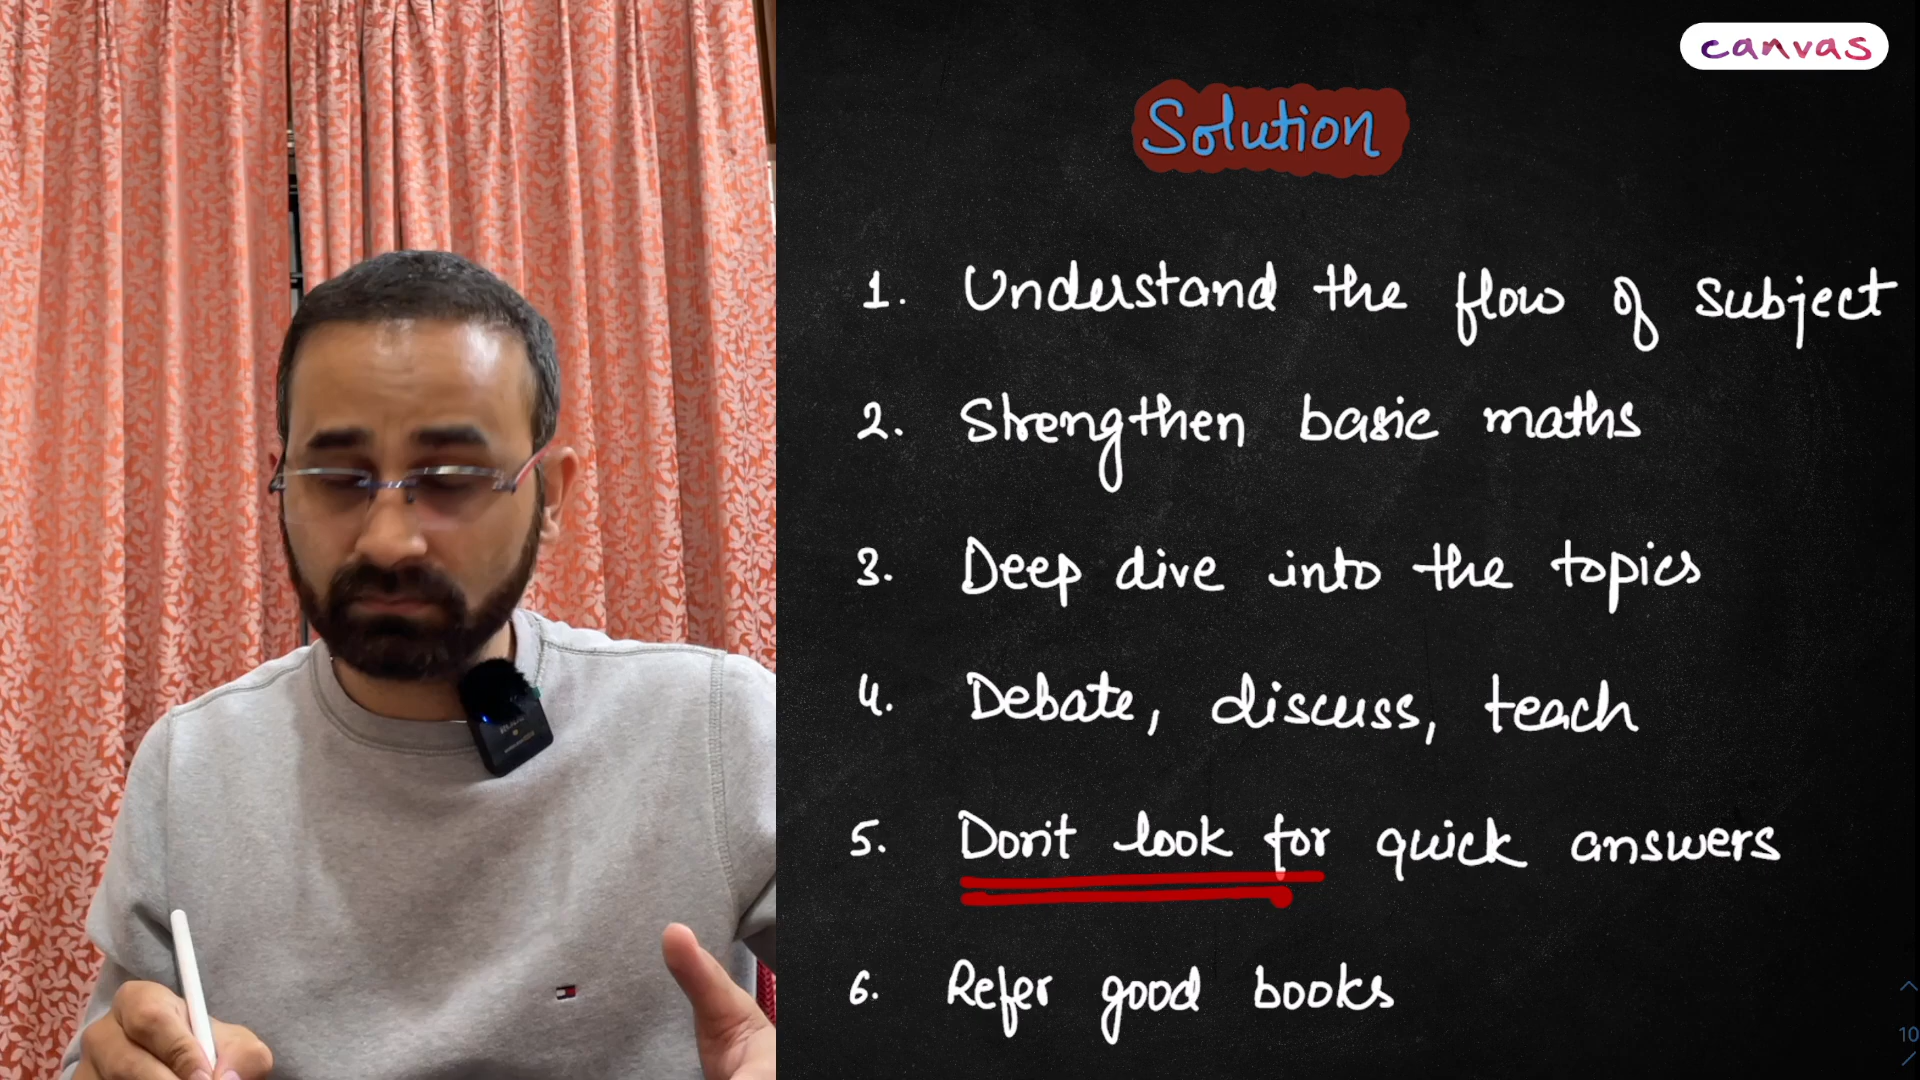 canvas
Solution
1. Understand the flow of subject
2. Strengthen basic maths
3. Deep dive into the topics
4. Debate, discuss, teach
5. Don't look for quick answers
6. Refer good books
10